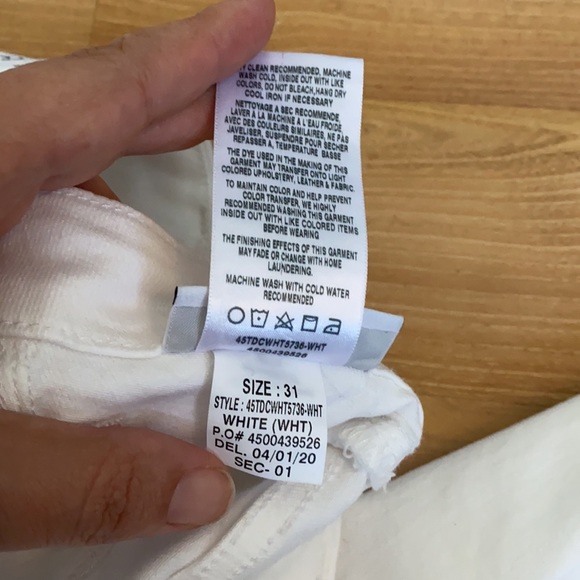 CLEAN RECOMMENDED, MACHINE
WASH COLD, INSIDE OUT WITH LIKE
COLORS, DO NOT BLEACH, HANG DRY
COOL IRON IF NECESSARY
NETTOYAGE A SEC RECOMMANDE
LAVER A LA MACHINE A L'EAU FROIDE,
AVEC DES COULEURS SIMILAIRES, NE PAS
JAVELISER, SUSPENDRE POUR SECHER
REPASSER A, TEMPERATURE BASSE
THE DYE USED IN THE MAKING OF THIS
GARMENT MAY TRANSFER ONTO LIGHT
COLORED UPHOLSTERY, LEATHER & FABRIC.
TO MAINTAIN COLOR AND HELP PREVENT
COLOR TRANSFER, WE HIGHLY
RECOMMENDED WASHING THIS GARMENT
INSIDE OUT WITH LIKE COLORED ITEMS
BEFORE WEARING
THE FINISHING EFFECTS OF THIS GARMENT
MAY FADE OR CHANGE WITH HOME
LAUNDERING.
MACHINE WASH WITH COLD WATER
RECOMMENDED
45TDCWHT5736-WHT
4500439526
SIZE : 31
STYLE : 45TDCWHT5736-WHT
WHITE (WHT)
P.O# 4500439526
DEL. 04/01/20
SEC- 01